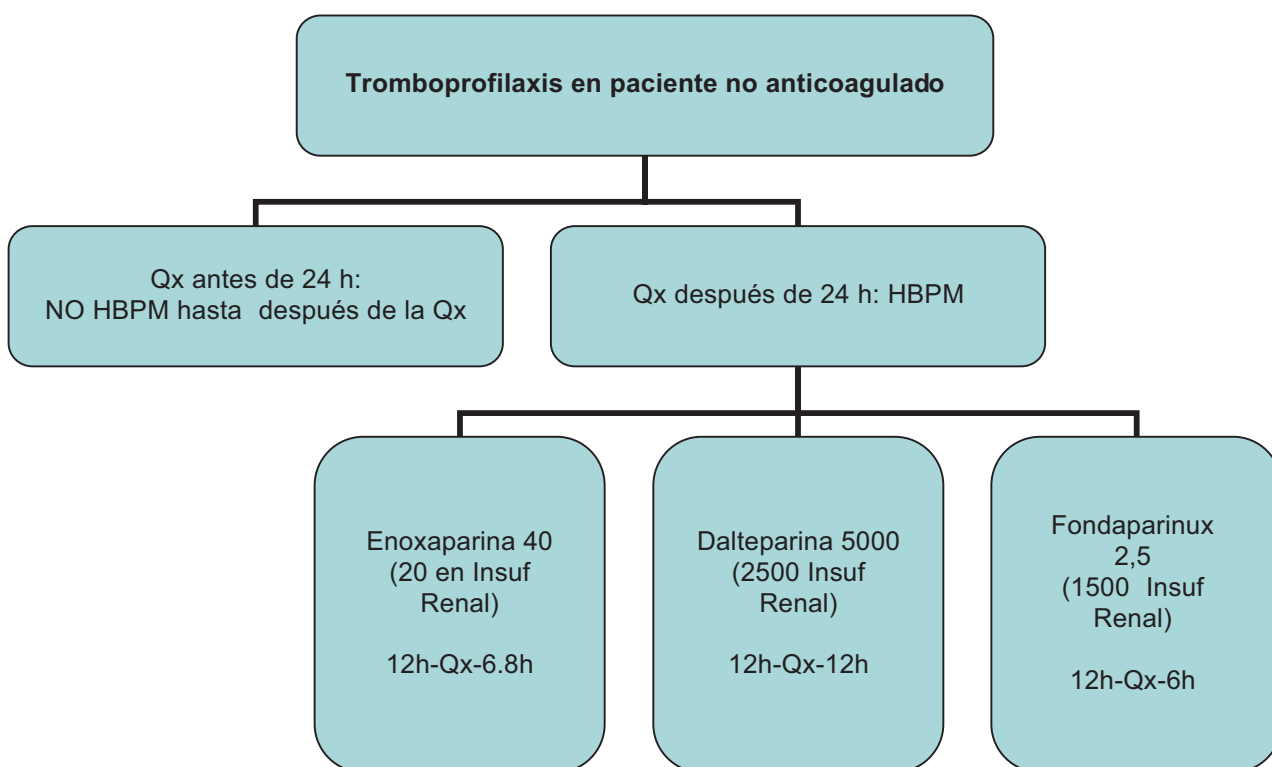 Tromboprofilaxis en paciente no anticoagulado
Qx antes de 24 h:
NO HBPM hasta después de la Qx
Qx después de 24 h: HBPM
Enoxaparina 40
(20 en Insuf
Renal)
12h-Qx-6.8h
Dalteparina 5000
(2500 Insuf
Renal)
12h-Qx-12h
Fondaparinux
2,5
(1500 Insuf
Renal)
12h-Qx-6h